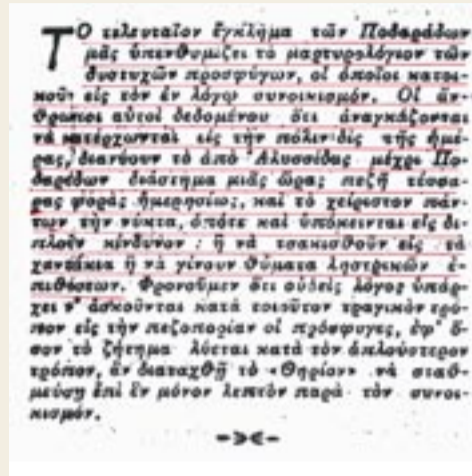 ΤΟ τελευταῖον ἔγκλημα τῶν Ποδαράδων
μᾶς ὑπενθυμίζει τὸ μαρτυρολόγιον τῶν
δυστυχῶν προσφύγων, οἱ ὁποῖοι κατοι-
κοῦν εἰς τὸν ἐν λόγῳ συνοικισμόν. Οἱ ἄν-
θρωποι αὐτοὶ δεδομένου ὅτι ἀναγκάζονται
νὰ κατέρχωνται εἰς τὴν πόλιν δὶς τῆς ἡμέ-
ρας, διανύουν τὸ ἀπὸ Αλυσσίδας μέχρι Πο-
δαράδων διάστημα μιᾶς ὥρας πεζῇ τέσσα-
ρας φορὰς ἡμερησίως, καὶ τὸ χείριστον πάν-
των τὴν νύκτα, ὁπότε καὶ ὑπόκεινται εἰς δι-
πλοῦν κίνδυνον : ἢ νὰ τσακισθοῦν εἰς τὰ
χαντάκια ἢ νὰ γίνουν θύματα λῃστρικῶν ἐ-
πιθέσεων. Φρονοῦμεν ὅτι οὐδεὶς λόγος ὑπάρ-
χει ν' ἀσκοῦνται κατὰ τοιοῦτον τραγικὸν τρό-
πον εἰς τὴν πεζοπορίαν οἱ πρόσφυγες, ἐφ' ὅ-
σον τὸ ζήτημα λύεται κατὰ τὸν ἁπλούστερον
τρόπον, ἂν διαταχθῇ τὸ «Θηρίον» νὰ σταθ-
μεύσῃ ἐπὶ ἓν μόνον λεπτὸν παρὰ τὸν συνοι-
κισμόν.